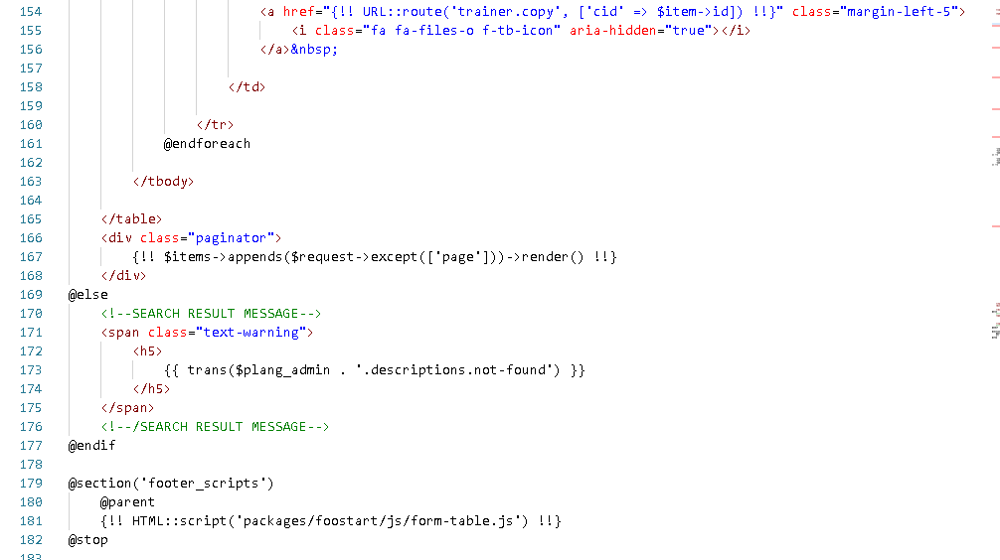 154 <a href="{!! URL::route('trainer.copy', ['cid' => $item->id]) !!}" class="margin-left-5">
155 <i class="fa fa-files-o f-tb-icon" aria-hidden="true"></i>
156 </a>&nbsp;
157
158 </td>
159
160 </tr>
161 @endforeach
162
163 </tbody>
164
165 </table>
166 <div class="paginator">
167 {!! $items->appends($request->except(['page']))->render() !!}
168 </div>
169 @else
170 <!--SEARCH RESULT MESSAGE-->
171 <span class="text-warning">
172 <h5>
173 {{ trans($plang_admin . '.descriptions.not-found') }}
174 </h5>
175 </span>
176 <!--/SEARCH RESULT MESSAGE-->
177 @endif
178
179 @section('footer_scripts')
180 @parent
181 {!! HTML::script('packages/foostart/js/form-table.js') !!}
182 @stop
183